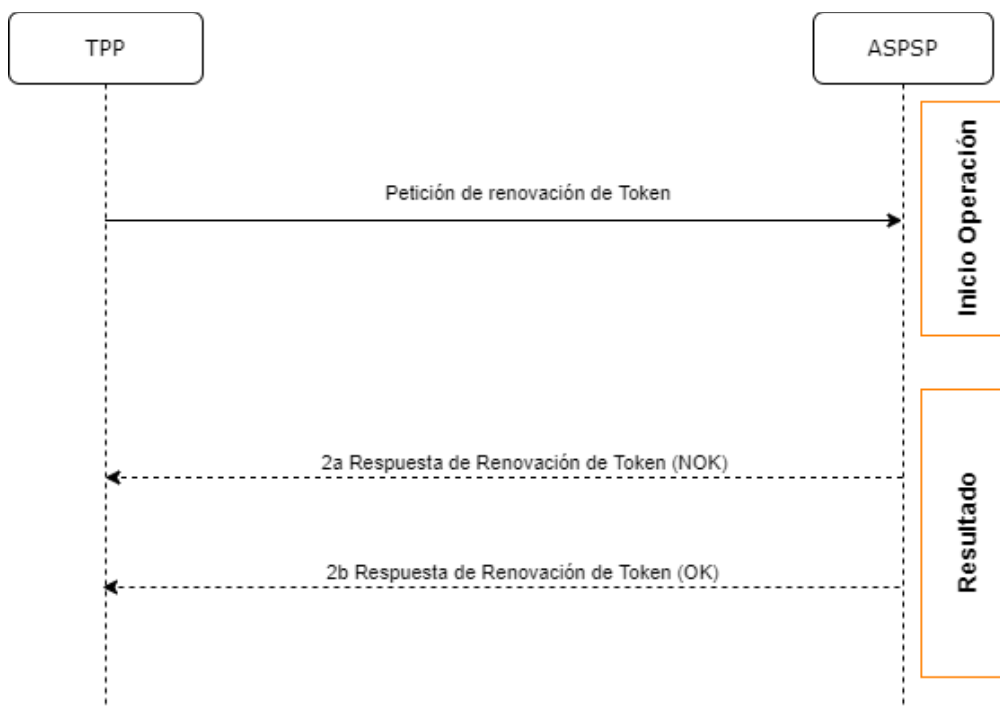 TPP
ASPSP
Petición de renovación de Token
Inicio Operación
2a Respuesta de Renovación de Token (NOK)
2b Respuesta de Renovación de Token (OK)
Resultado